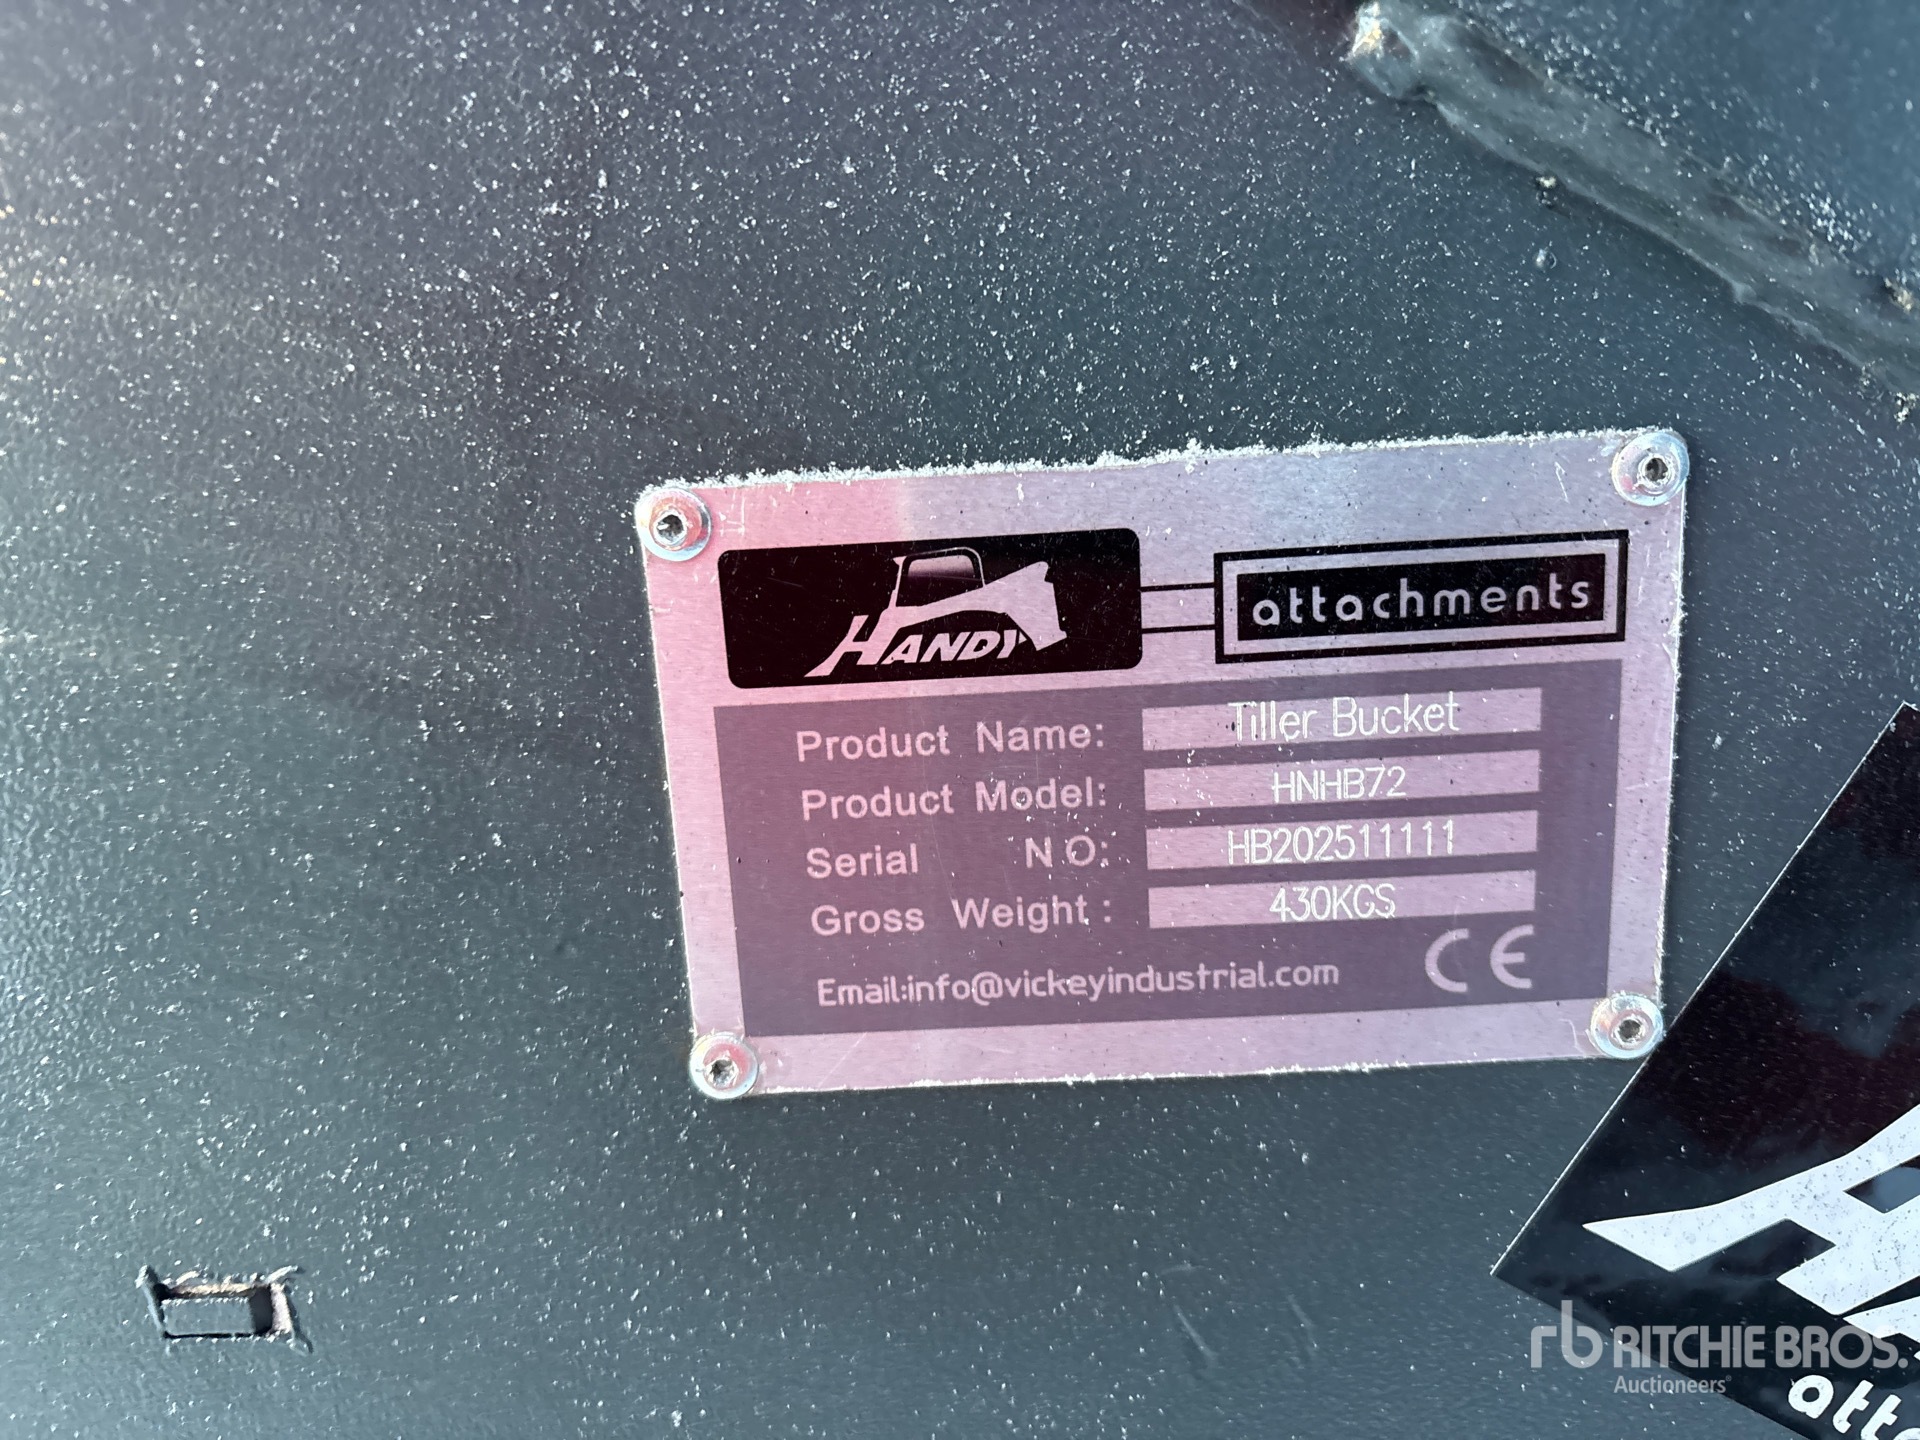 HANDY attachments
Product Name: Tiller Bucket
Product Model: HNHB72
Serial NO: HB202511111
Gross Weight: 430KGS
Email:info@vickeyindustrial.com CE
rb RITCHIE BROS.
Auctioneers